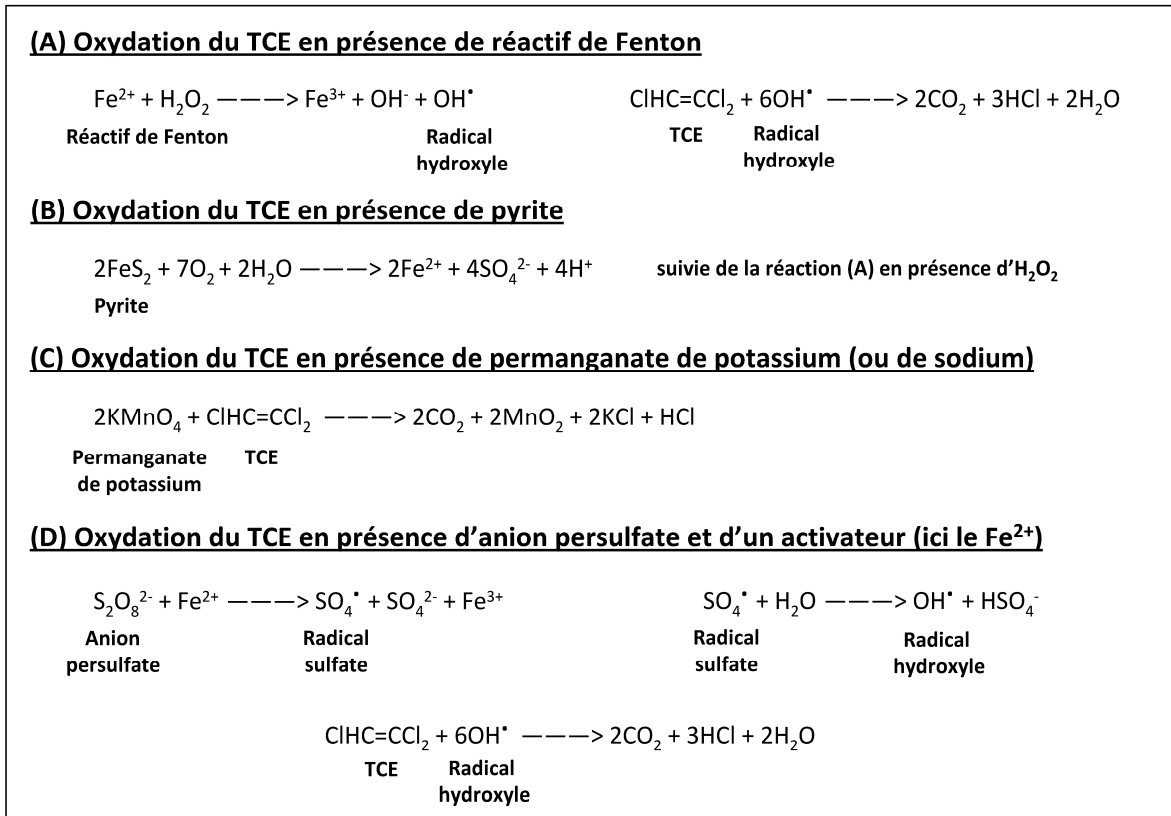 (A) Oxydation du TCE en présence de réactif de Fenton
Fe²⁺ + H₂O₂ ———> Fe³⁺ + OH⁻ + OH• ClHC=CCl₂ + 6OH• ———> 2CO₂ + 3HCl + 2H₂O
Réactif de Fenton Radical hydroxyle TCE Radical hydroxyle
(B) Oxydation du TCE en présence de pyrite
2FeS₂ + 7O₂ + 2H₂O ———> 2Fe²⁺ + 4SO₄²⁻ + 4H⁺ suivie de la réaction (A) en présence d’H₂O₂
Pyrite
(C) Oxydation du TCE en présence de permanganate de potassium (ou de sodium)
2KMnO₄ + ClHC=CCl₂ ———> 2CO₂ + 2MnO₂ + 2KCl + HCl
Permanganate de potassium TCE
(D) Oxydation du TCE en présence d’anion persulfate et d’un activateur (ici le Fe²⁺)
S₂O₈²⁻ + Fe²⁺ ———> SO₄• + SO₄²⁻ + Fe³⁺ SO₄• + H₂O ———> OH• + HSO₄⁻
Anion persulfate Radical sulfate Radical sulfate Radical hydroxyle
ClHC=CCl₂ + 6OH• ———> 2CO₂ + 3HCl + 2H₂O
TCE Radical hydroxyle